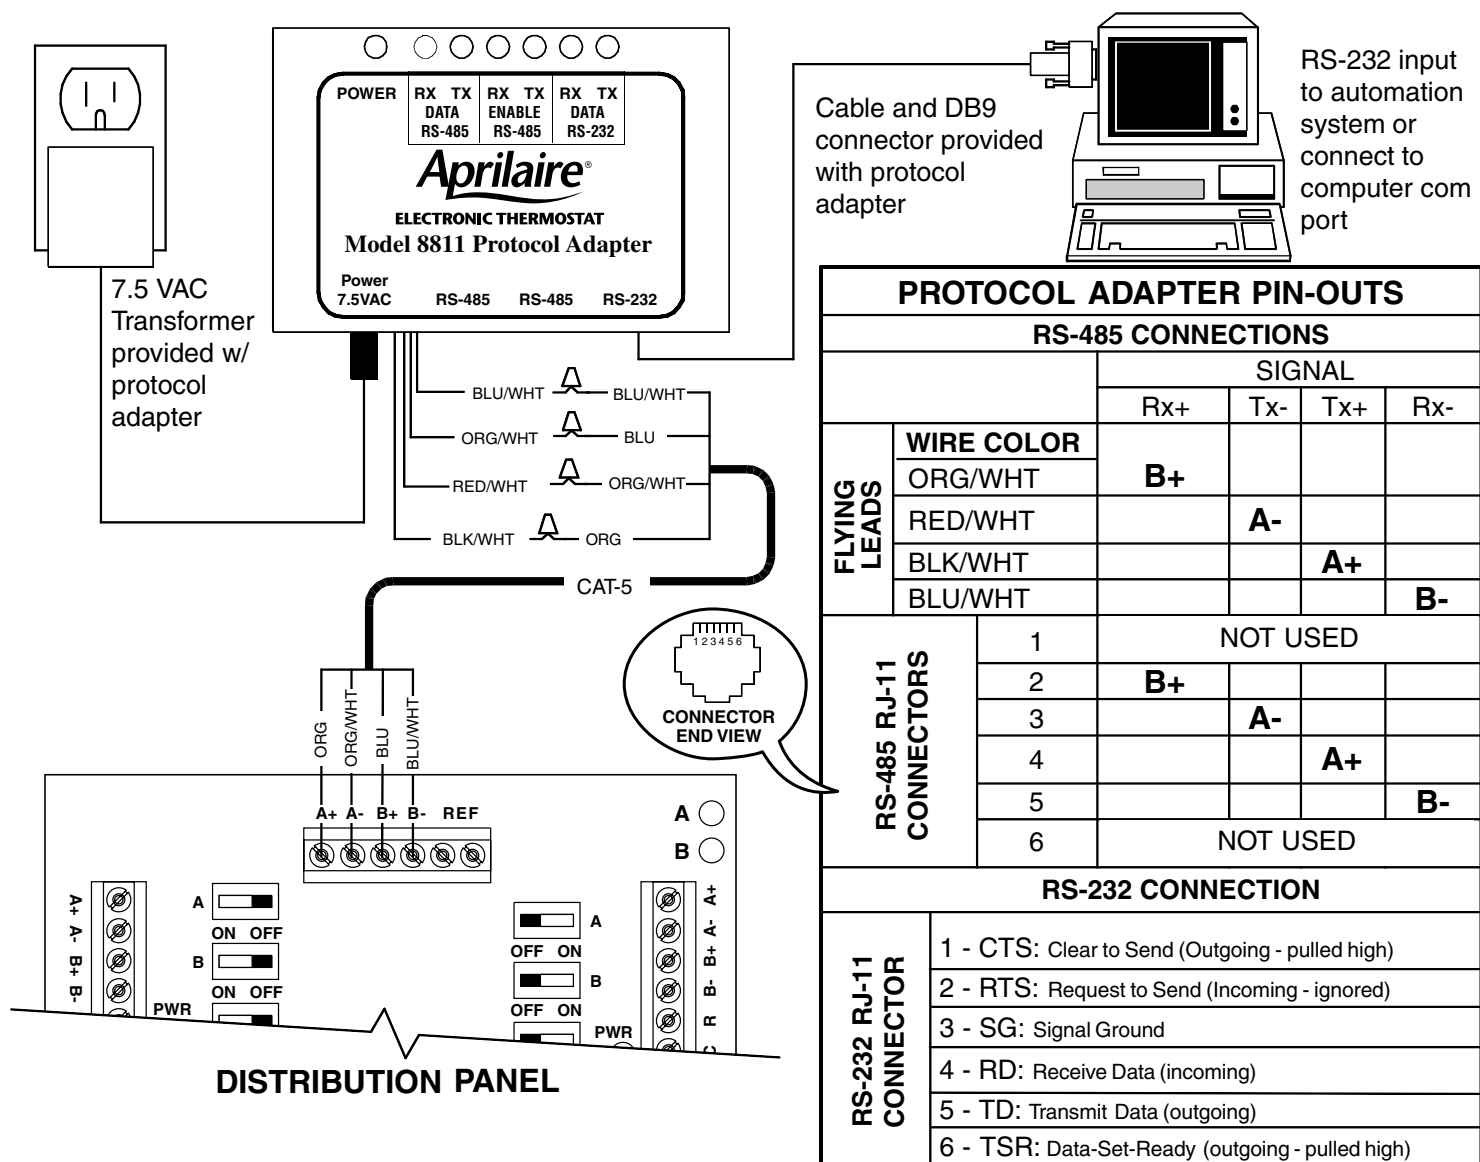 POWER
RX TX RX TX RX TX
DATA ENABLE DATA
RS-485 RS-485 RS-232
Aprilaire®
ELECTRONIC THERMOSTAT
Model 8811 Protocol Adapter
Power
7.5VAC RS-485 RS-485 RS-232
7.5 VAC
Transformer
provided w/
protocol
adapter
Cable and DB9
connector provided
with protocol
adapter
RS-232 input
to automation
system or
connect to
computer com
port
BLU/WHT BLU/WHT
ORG/WHT BLU
RED/WHT ORG/WHT
BLK/WHT ORG
CAT-5
ORG
ORG/WHT
BLU
BLU/WHT
A+ A- B+ B- REF
A
B
A+
A-
B+
B-
A
ON OFF
B
ON OFF
PWR
A
OFF ON
B
OFF ON
PWR
A+
A-
B+
B-
R
C
DISTRIBUTION PANEL
1 2 3 4 5 6
CONNECTOR
END VIEW
PROTOCOL ADAPTER PIN-OUTS
RS-485 CONNECTIONS
SIGNAL
Rx+ Tx- Tx+ Rx-
FLYING
LEADS
WIRE COLOR
ORG/WHT B+
RED/WHT A-
BLK/WHT A+
BLU/WHT B-
RS-485 RJ-11
CONNECTORS
1 NOT USED
2 B+
3 A-
4 A+
5 B-
6 NOT USED
RS-232 CONNECTION
RS-232 RJ-11
CONNECTOR
1 - CTS: Clear to Send (Outgoing - pulled high)
2 - RTS: Request to Send (Incoming - ignored)
3 - SG: Signal Ground
4 - RD: Receive Data (incoming)
5 - TD: Transmit Data (outgoing)
6 - TSR: Data-Set-Ready (outgoing - pulled high)